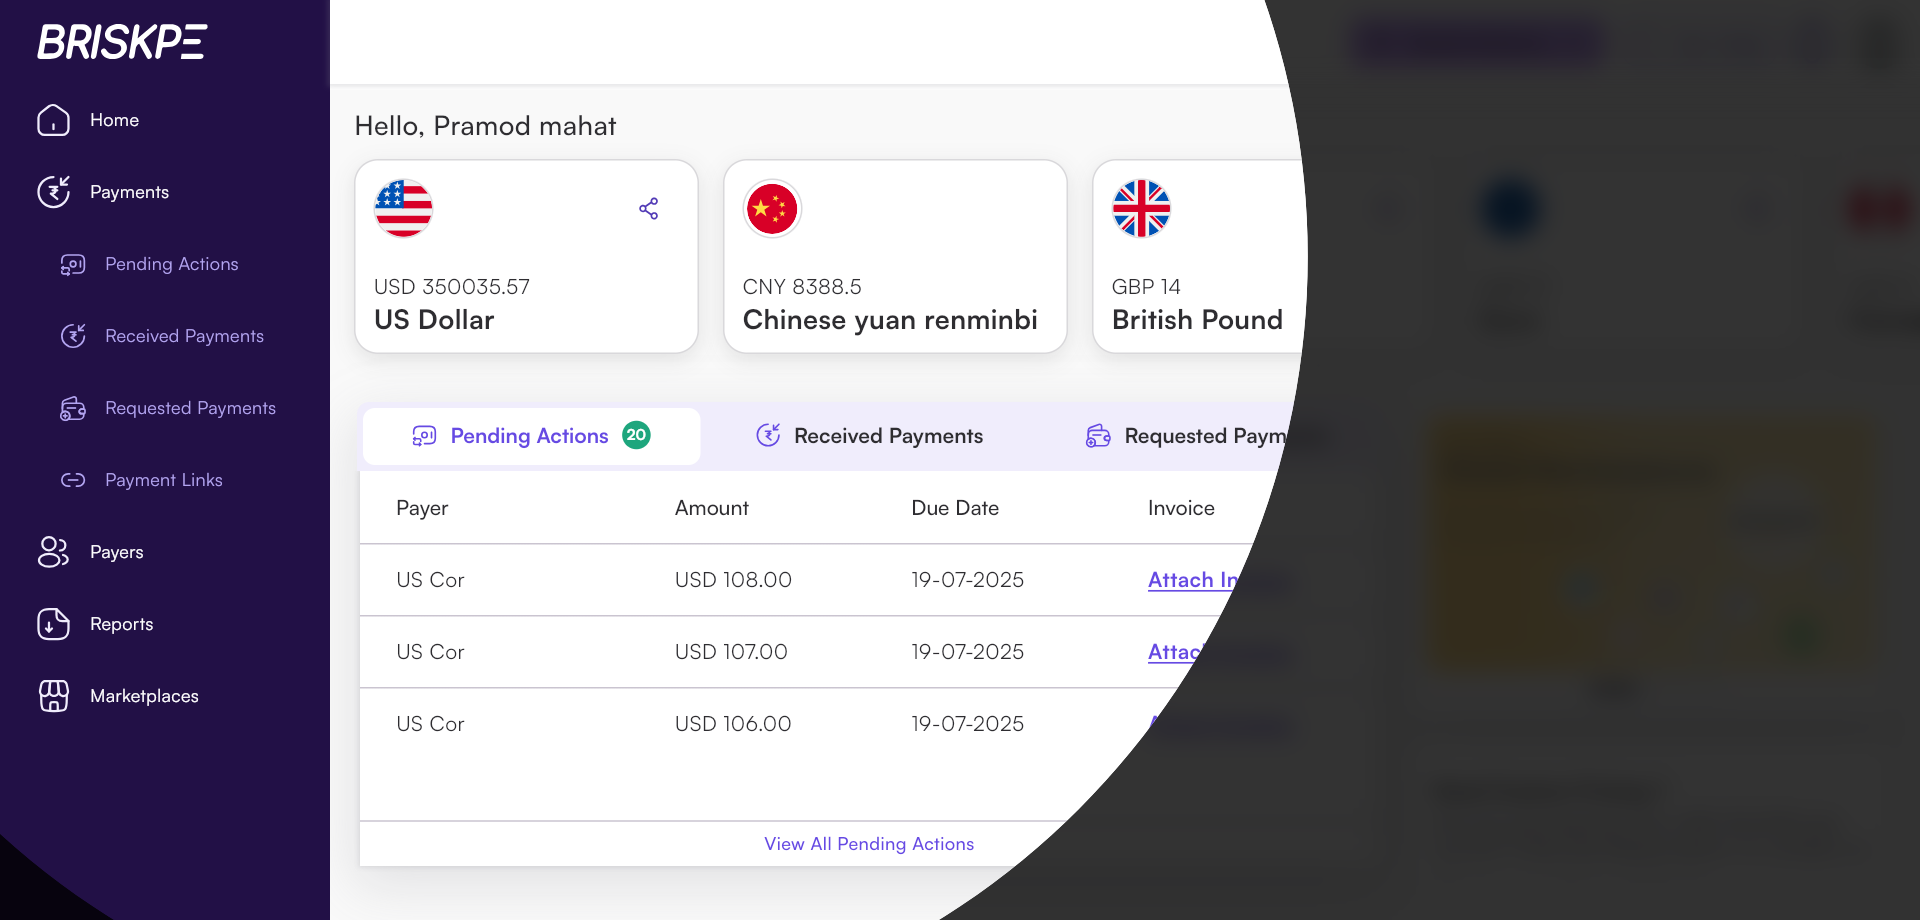 BRISKPE
Home
Payments
Pending Actions
Received Payments
Requested Payments
Payment Links
Payers
Reports
Marketplaces
Hello, Pramod mahat
USD 350035.57
US Dollar
CNY 8388.5
Chinese yuan renminbi
GBP 14
British Pound
Pending Actions 20
Received Payments
Requested Paym
Payer Amount Due Date Invoice
US Cor USD 108.00 19-07-2025 Attach In
US Cor USD 107.00 19-07-2025 Attac
US Cor USD 106.00 19-07-2025
View All Pending Actions